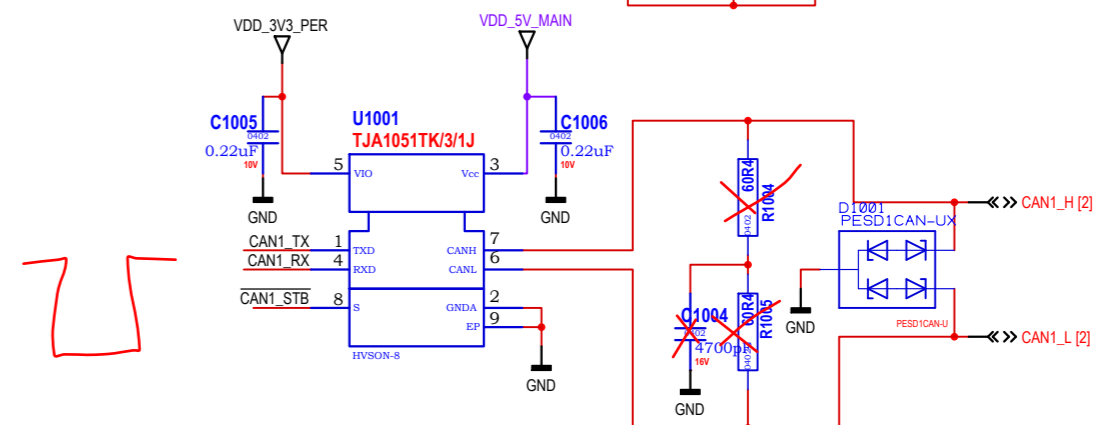 VDD_3V3_PER
VDD_5V_MAIN
C1005
0402
0.22uF
10V
GND
U1001
TJA1051TK/3/1J
5 VIO
Vcc 3
C1006
0402
0.22uF
10V
GND
CAN1_TX 1 TXD
CANH 7
CAN1_RX 4 RXD
CANL 6
CAN1_STB 8 S
GNDA 2
EP 9
HVSON-8
GND
60R4
R1004
0402
C1004
4700pF
16V
GND
60R4
R1005
0402
D1001
PESD1CAN-UX
PESD1CAN-U
GND
CAN1_H [2]
CAN1_L [2]